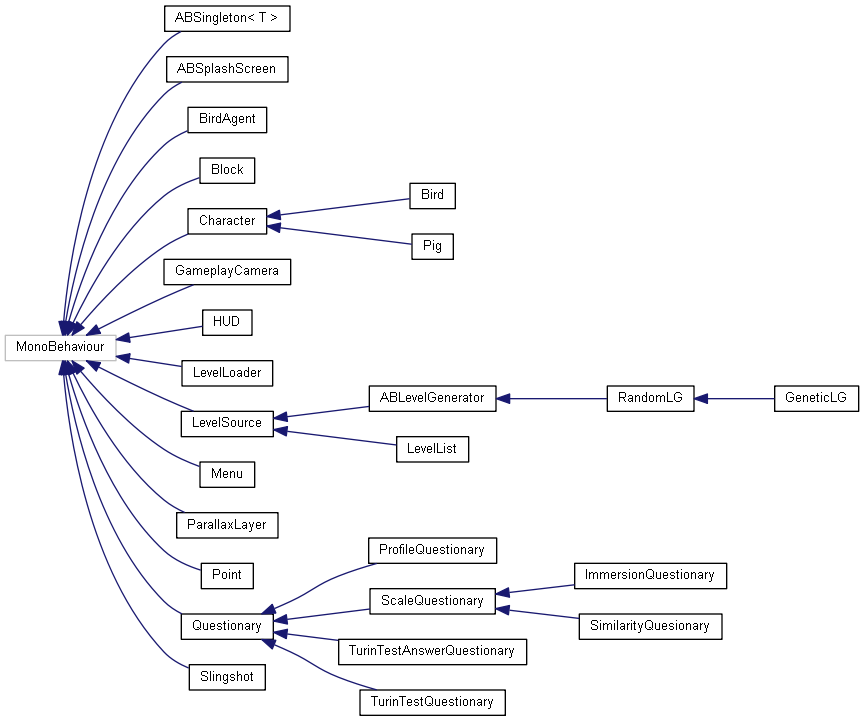 ABSingleton< T >
ABSplashScreen
BirdAgent
Block
Bird
Character
Pig
GameplayCamera
HUD
MonoBehaviour
LevelLoader
ABLevelGenerator
RandomLG
GeneticLG
LevelSource
LevelList
Menu
ParallaxLayer
ProfileQuestionary
Point
ImmersionQuestionary
ScaleQuestionary
Questionary
SimilarityQuesionary
TurinTestAnswerQuestionary
Slingshot
TurinTestQuestionary